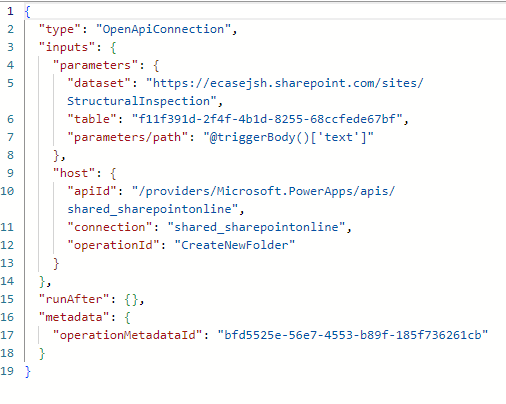 1 {
2 "type": "OpenApiConnection",
3 "inputs": {
4 "parameters": {
5 "dataset": "https://ecasejsh.sharepoint.com/sites/
StructuralInspection",
6 "table": "f11f391d-2f4f-4b1d-8255-68ccfede67bf",
7 "parameters/path": "@triggerBody()['text']"
8 },
9 "host": {
10 "apiId": "/providers/Microsoft.PowerApps/apis/
shared_sharepointonline",
11 "connection": "shared_sharepointonline",
12 "operationId": "CreateNewFolder"
13 }
14 },
15 "runAfter": {},
16 "metadata": {
17 "operationMetadataId": "bfd5525e-56e7-4553-b89f-185f736261cb"
18 }
19 }